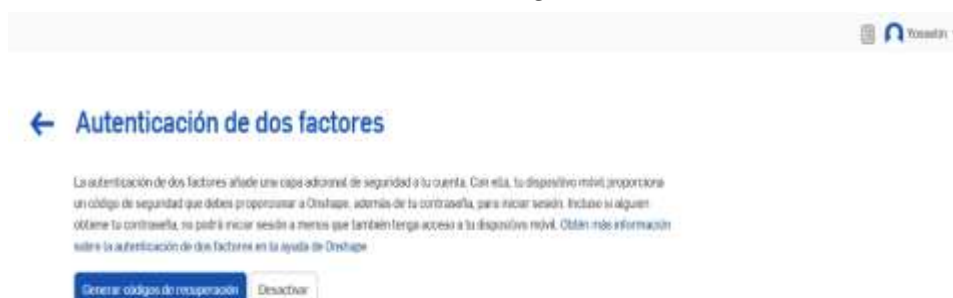 Yosselin
Autenticación de dos factores
La autenticación de dos factores añade una capa adicional de seguridad a tu cuenta. Con ella, tu dispositivo móvil proporciona
un código de seguridad que debes proporcionar a Onshape, además de tu contraseña, para iniciar sesión. Incluso si alguien
obtiene tu contraseña, no podrá iniciar sesión a menos que también tenga acceso a tu dispositivo móvil. Obtén más información
sobre la autenticación de dos factores en la ayuda de Onshape
Generar códigos de recuperación Desactivar